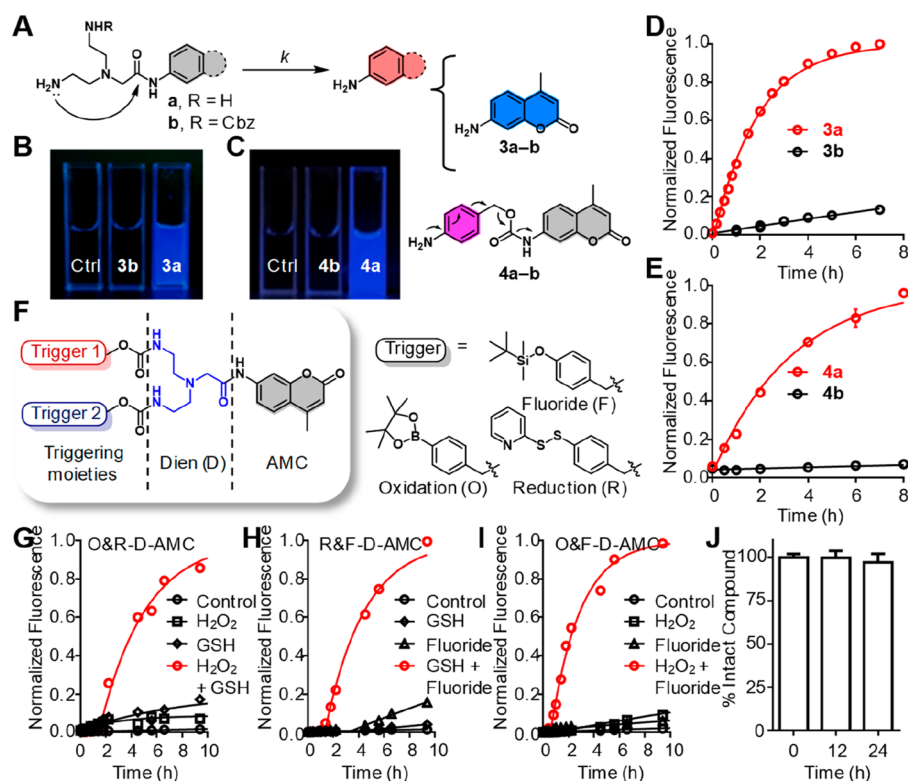 A
NHR
H₂N
N
O
N
H
a, R = H
b, R = Cbz
k
H₂N
H₂N
O
O
3a–b
B
Ctrl
3b
3a
C
Ctrl
4b
4a
H₂N
O
O
N
H
O
O
4a–b
D
Normalized Fluorescence
1.0
0.8
0.6
0.4
0.2
0.0
3a
3b
0
2
4
6
8
Time (h)
E
Normalized Fluorescence
1.0
0.8
0.6
0.4
0.2
0.0
4a
4b
0
2
4
6
8
Time (h)
F
Trigger 1
O
O
H
N
Trigger 2
O
O
N
H
N
O
H
N
O
O
Triggering
moieties
Dien (D)
AMC
Trigger
=
Si
O
Fluoride (F)
O
B
O
Oxidation (O)
N
S
S
Reduction (R)
G
O&R-D-AMC
Normalized Fluorescence
1.0
0.8
0.6
0.4
0.2
0.0
Control
H₂O₂
GSH
H₂O₂
+ GSH
0
2
4
6
8
10
Time (h)
H
R&F-D-AMC
Normalized Fluorescence
1.0
0.8
0.6
0.4
0.2
0.0
Control
GSH
Fluoride
GSH +
Fluoride
0
2
4
6
8
10
Time (h)
I
O&F-D-AMC
Normalized Fluorescence
1.0
0.8
0.6
0.4
0.2
0.0
Control
H₂O₂
Fluoride
H₂O₂ +
Fluoride
0
2
4
6
8
10
Time (h)
J
% Intact Compound
100
50
0
0
12
24
Time (h)